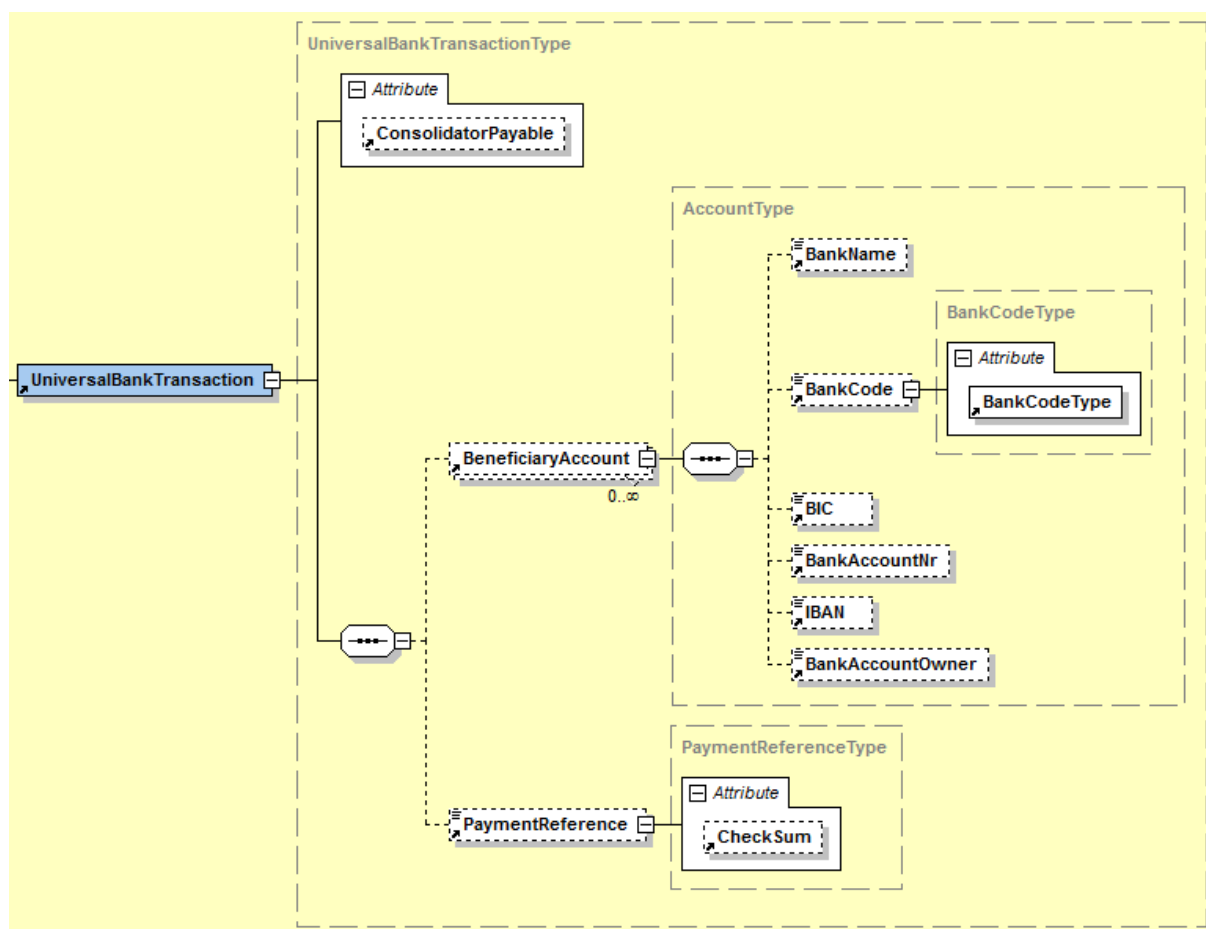 UniversalBankTransactionType
Attribute
ConsolidatorPayable
AccountType
BankName
BankCodeType
Attribute
BankCode
BankCodeType
UniversalBankTransaction
BeneficiaryAccount
0..∞
BIC
BankAccountNr
IBAN
BankAccountOwner
PaymentReferenceType
Attribute
PaymentReference
CheckSum